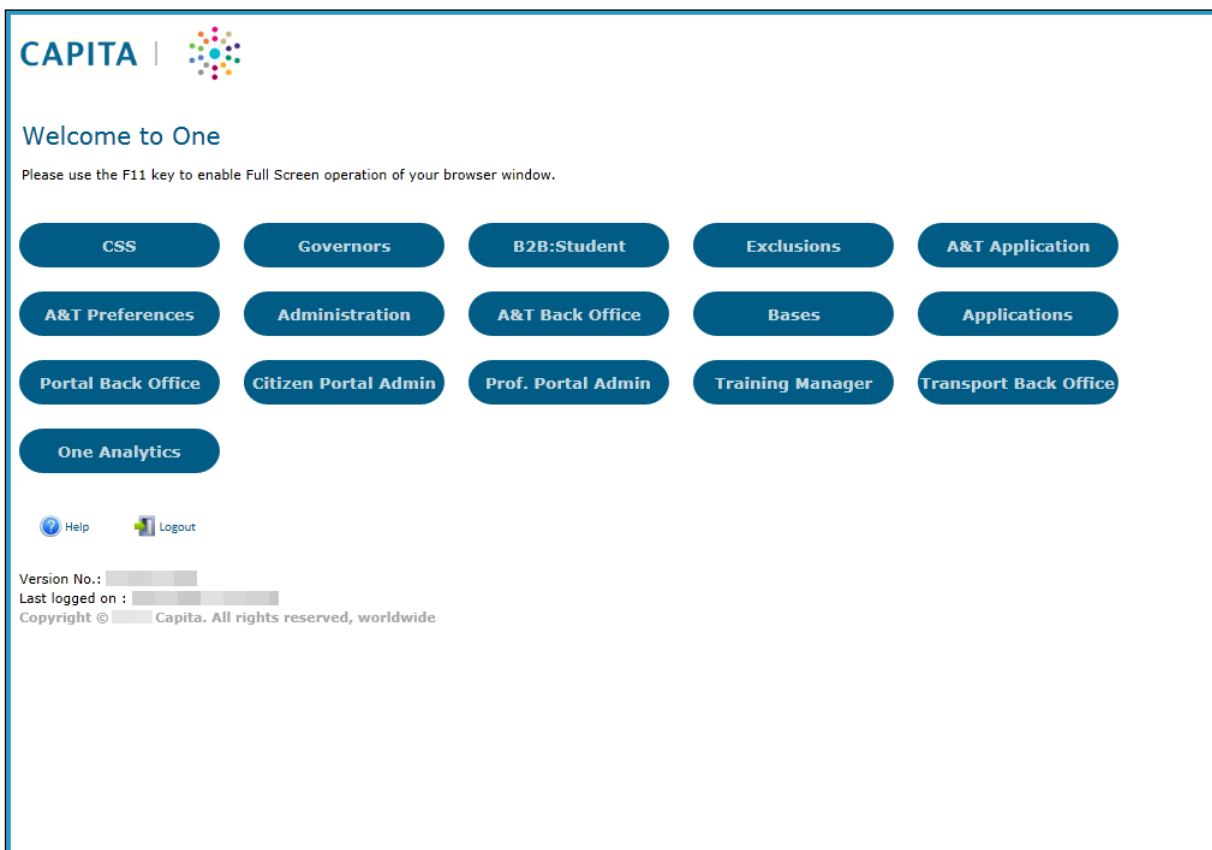 CAPITA
Welcome to One
Please use the F11 key to enable Full Screen operation of your browser window.
CSS Governors B2B:Student Exclusions A&T Application
A&T Preferences Administration A&T Back Office Bases Applications
Portal Back Office Citizen Portal Admin Prof. Portal Admin Training Manager Transport Back Office
One Analytics
Help Logout
Version No.:
Last logged on :
Copyright © Capita. All rights reserved, worldwide